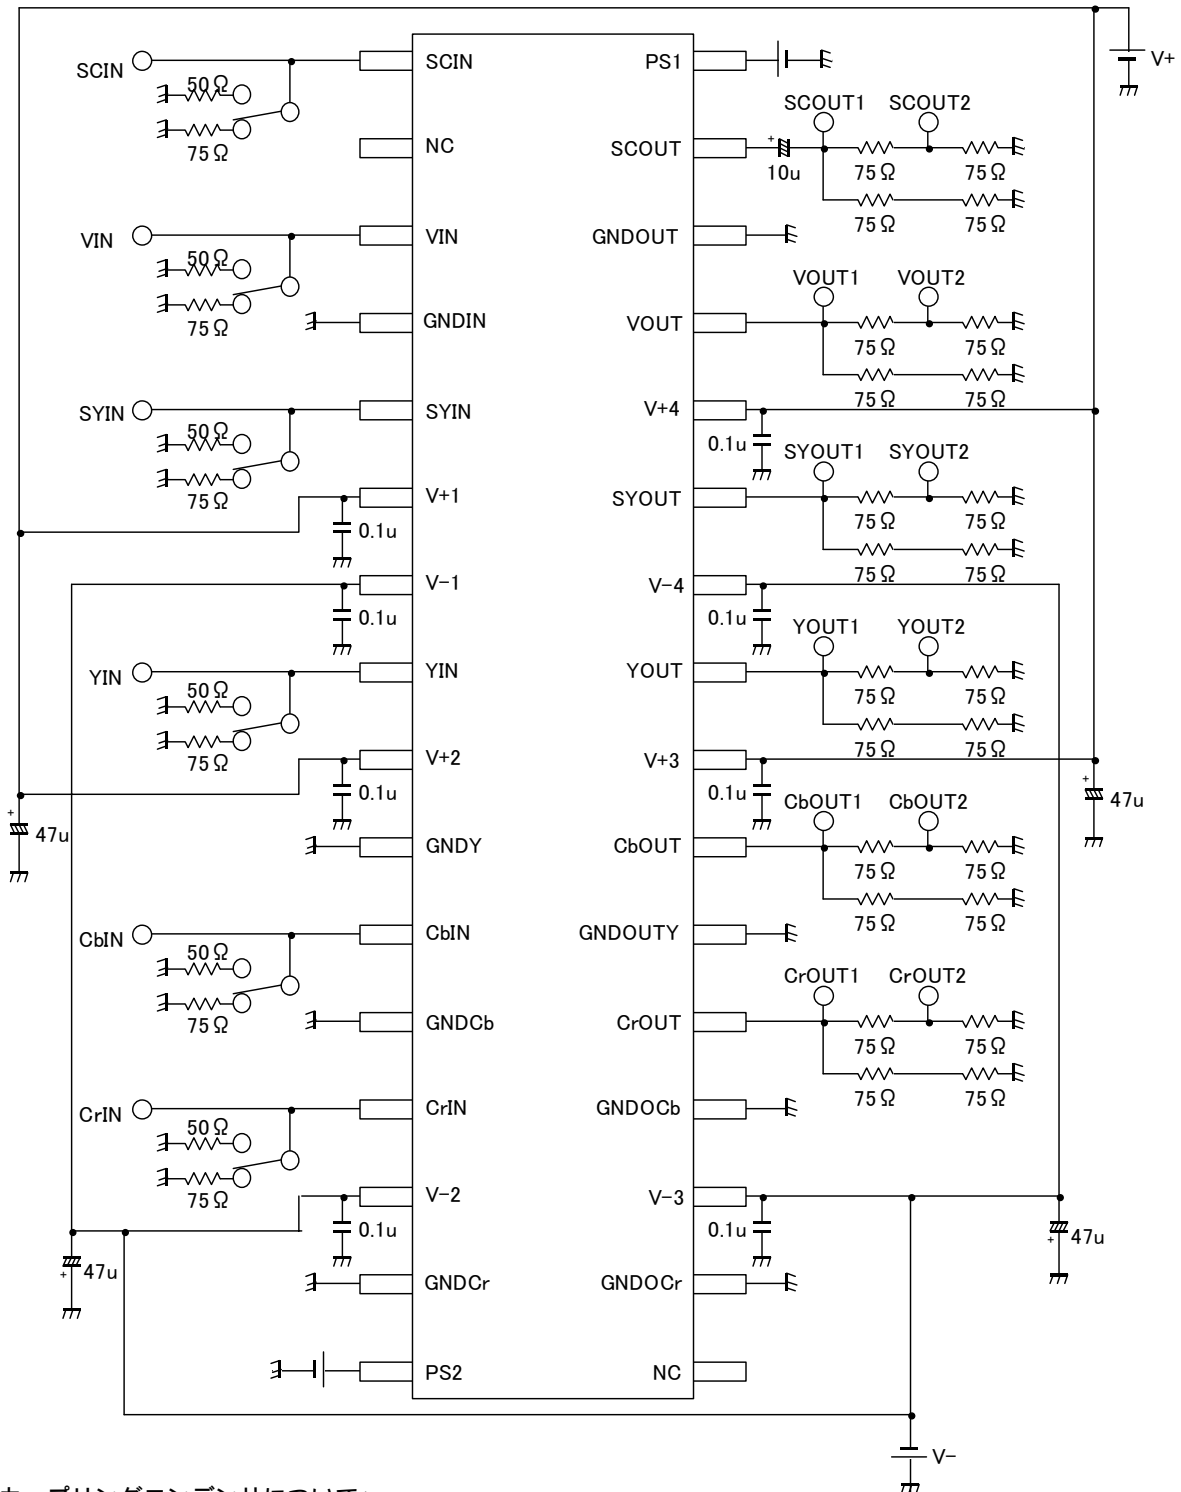 V+
SCIN
SCIN
PS1
50Ω
75Ω
SCOUT1
SCOUT2
NC
SCOUT
10u
75Ω
75Ω
75Ω
75Ω
VIN
VIN
GNDOUT
50Ω
75Ω
VOUT1
VOUT2
GNDIN
VOUT
75Ω
75Ω
75Ω
75Ω
SYIN
SYIN
V+4
50Ω
75Ω
0.1u
SYOUT1
SYOUT2
V+1
SYOUT
0.1u
75Ω
75Ω
75Ω
75Ω
V-1
V-4
0.1u
0.1u
YOUT1
YOUT2
YIN
YIN
YOUT
50Ω
75Ω
75Ω
75Ω
75Ω
75Ω
V+2
V+3
0.1u
0.1u
+
47u
+
47u
CbOUT1
CbOUT2
GNDY
CbOUT
75Ω
75Ω
75Ω
75Ω
CbIN
CbIN
GNDOUTY
50Ω
75Ω
CrOUT1
CrOUT2
GNDCb
CrOUT
75Ω
75Ω
75Ω
75Ω
CrIN
CrIN
GNDOCb
50Ω
75Ω
V-2
V-3
0.1u
0.1u
+
47u
+
47u
GNDCr
GNDOCr
PS2
NC
V-